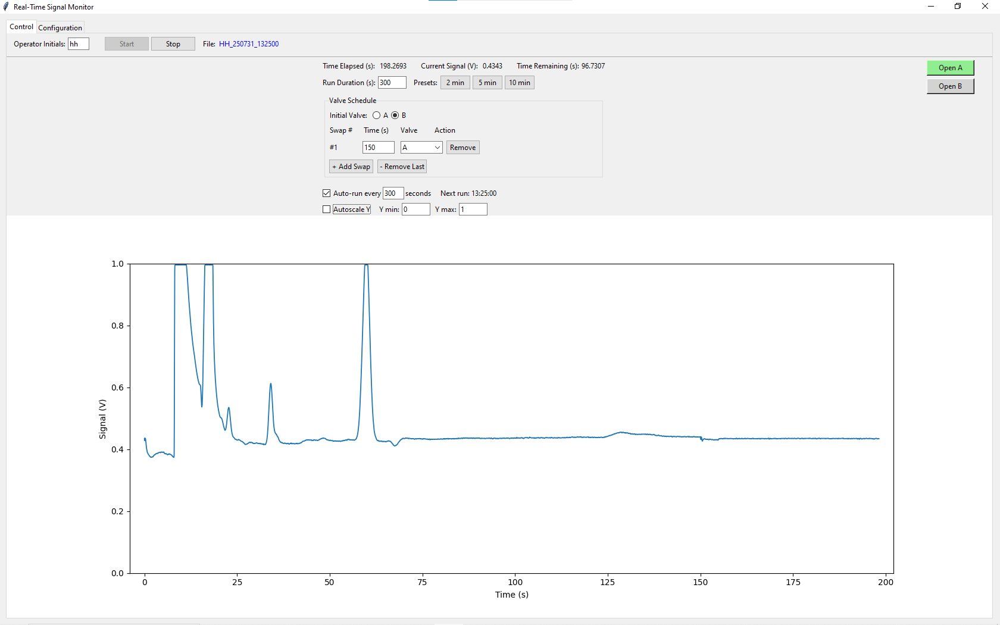 Real-Time Signal Monitor
Control Configuration
Operator Initials: hh Start Stop File: HH_250731_132500
Time Elapsed (s): 198.2693 Current Signal (V): 0.4343 Time Remaining (s): 96.7307
Open A
Run Duration (s): 300 Presets: 2 min 5 min 10 min
Open B
Valve Schedule
Initial Valve: A B
Swap # Time (s) Valve Action
#1 150 A Remove
+ Add Swap - Remove Last
Auto-run every 300 seconds Next run: 13:25:00
Autoscale Y Y min: 0 Y max: 1
1.0
0.8
0.6
0.4
0.2
0.0
Signal (V)
0 25 50 75 100 125 150 175 200
Time (s)